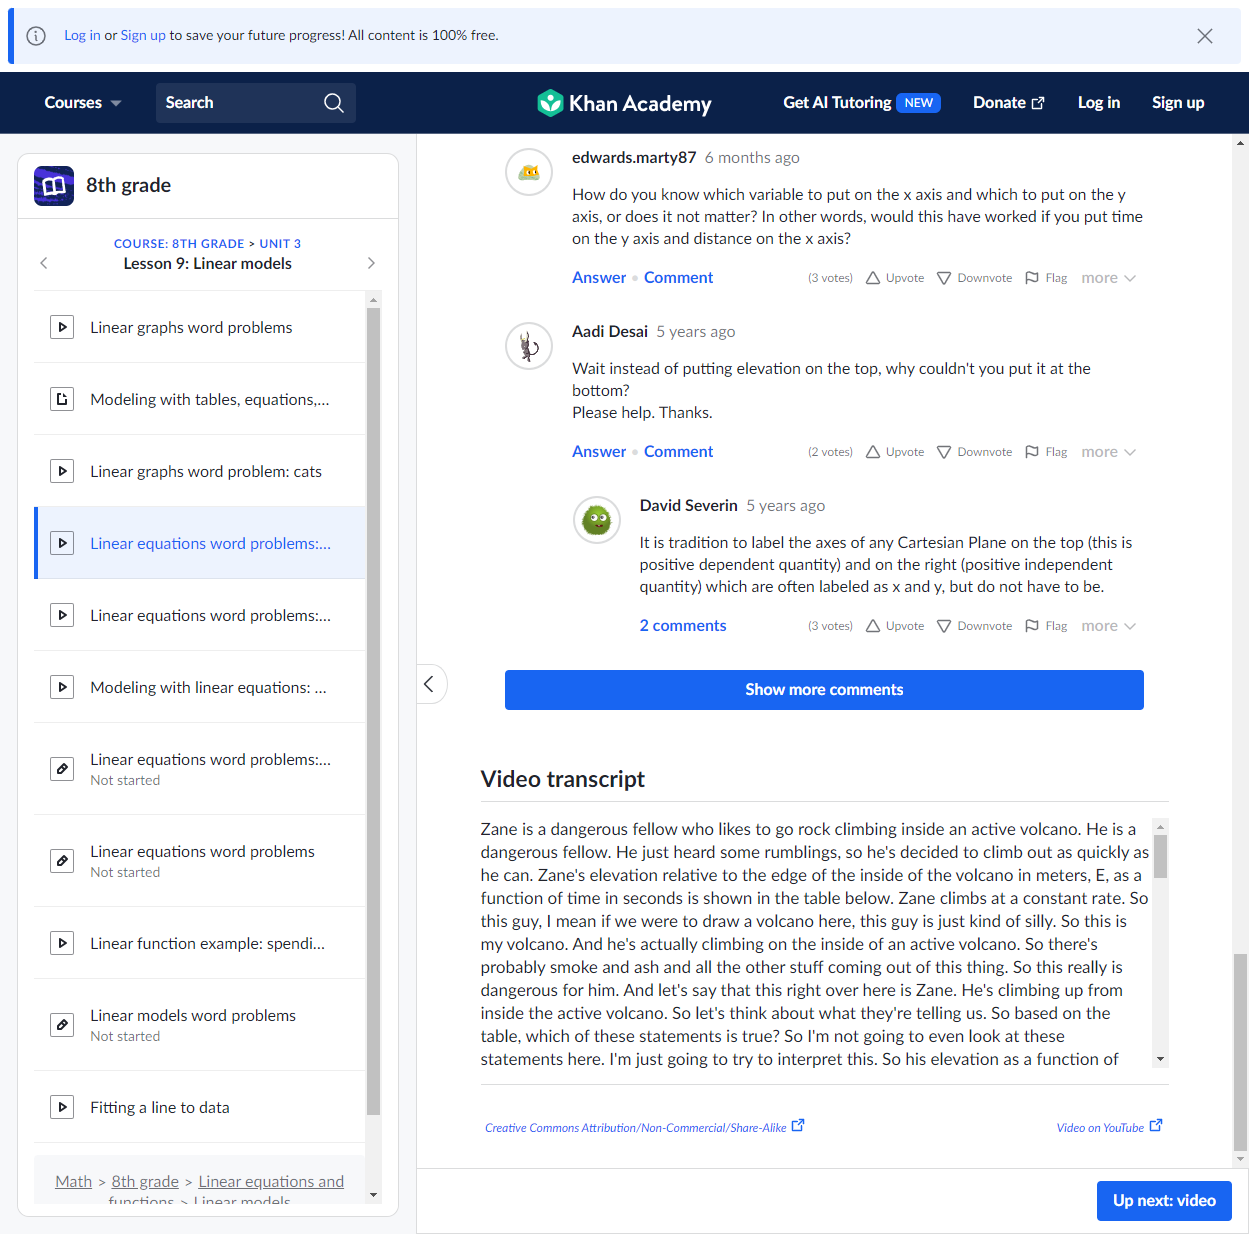 Log in or Sign up to save your future progress! All content is 100% free.
Courses
Search
Khan Academy
Get AI Tutoring NEW
Donate
Log in
Sign up
8th grade
COURSE: 8TH GRADE > UNIT 3
Lesson 9: Linear models
Linear graphs word problems
Modeling with tables, equations,...
Linear graphs word problem: cats
Linear equations word problems:...
Linear equations word problems:...
Modeling with linear equations: ...
Linear equations word problems:...
Not started
Linear equations word problems
Not started
Linear function example: spendi...
Linear models word problems
Not started
Fitting a line to data
Math > 8th grade > Linear equations and
functions > Linear models
edwards.marty87 6 months ago
How do you know which variable to put on the x axis and which to put on the y
axis, or does it not matter? In other words, would this have worked if you put time
on the y axis and distance on the x axis?
Answer • Comment (3 votes) Upvote Downvote Flag more
Aadi Desai 5 years ago
Wait instead of putting elevation on the top, why couldn't you put it at the
bottom?
Please help. Thanks.
Answer • Comment (2 votes) Upvote Downvote Flag more
David Severin 5 years ago
It is tradition to label the axes of any Cartesian Plane on the top (this is
positive dependent quantity) and on the right (positive independent
quantity) which are often labeled as x and y, but do not have to be.
2 comments (3 votes) Upvote Downvote Flag more
Show more comments
Video transcript
Zane is a dangerous fellow who likes to go rock climbing inside an active volcano. He is a
dangerous fellow. He just heard some rumblings, so he's decided to climb out as quickly as
he can. Zane's elevation relative to the edge of the inside of the volcano in meters, E, as a
function of time in seconds is shown in the table below. Zane climbs at a constant rate. So
this guy, I mean if we were to draw a volcano here, this guy is just kind of silly. So this is
my volcano. And he's actually climbing on the inside of an active volcano. So there's
probably smoke and ash and all the other stuff coming out of this thing. So this really is
dangerous for him. And let's say that this right over here is Zane. He's climbing up from
inside the active volcano. So let's think about what they're telling us. So based on the
table, which of these statements is true? So I'm not going to even look at these
statements here. I'm just going to try to interpret this. So his elevation as a function of
Creative Commons Attribution/Non-Commercial/Share-Alike
Video on YouTube
Up next: video